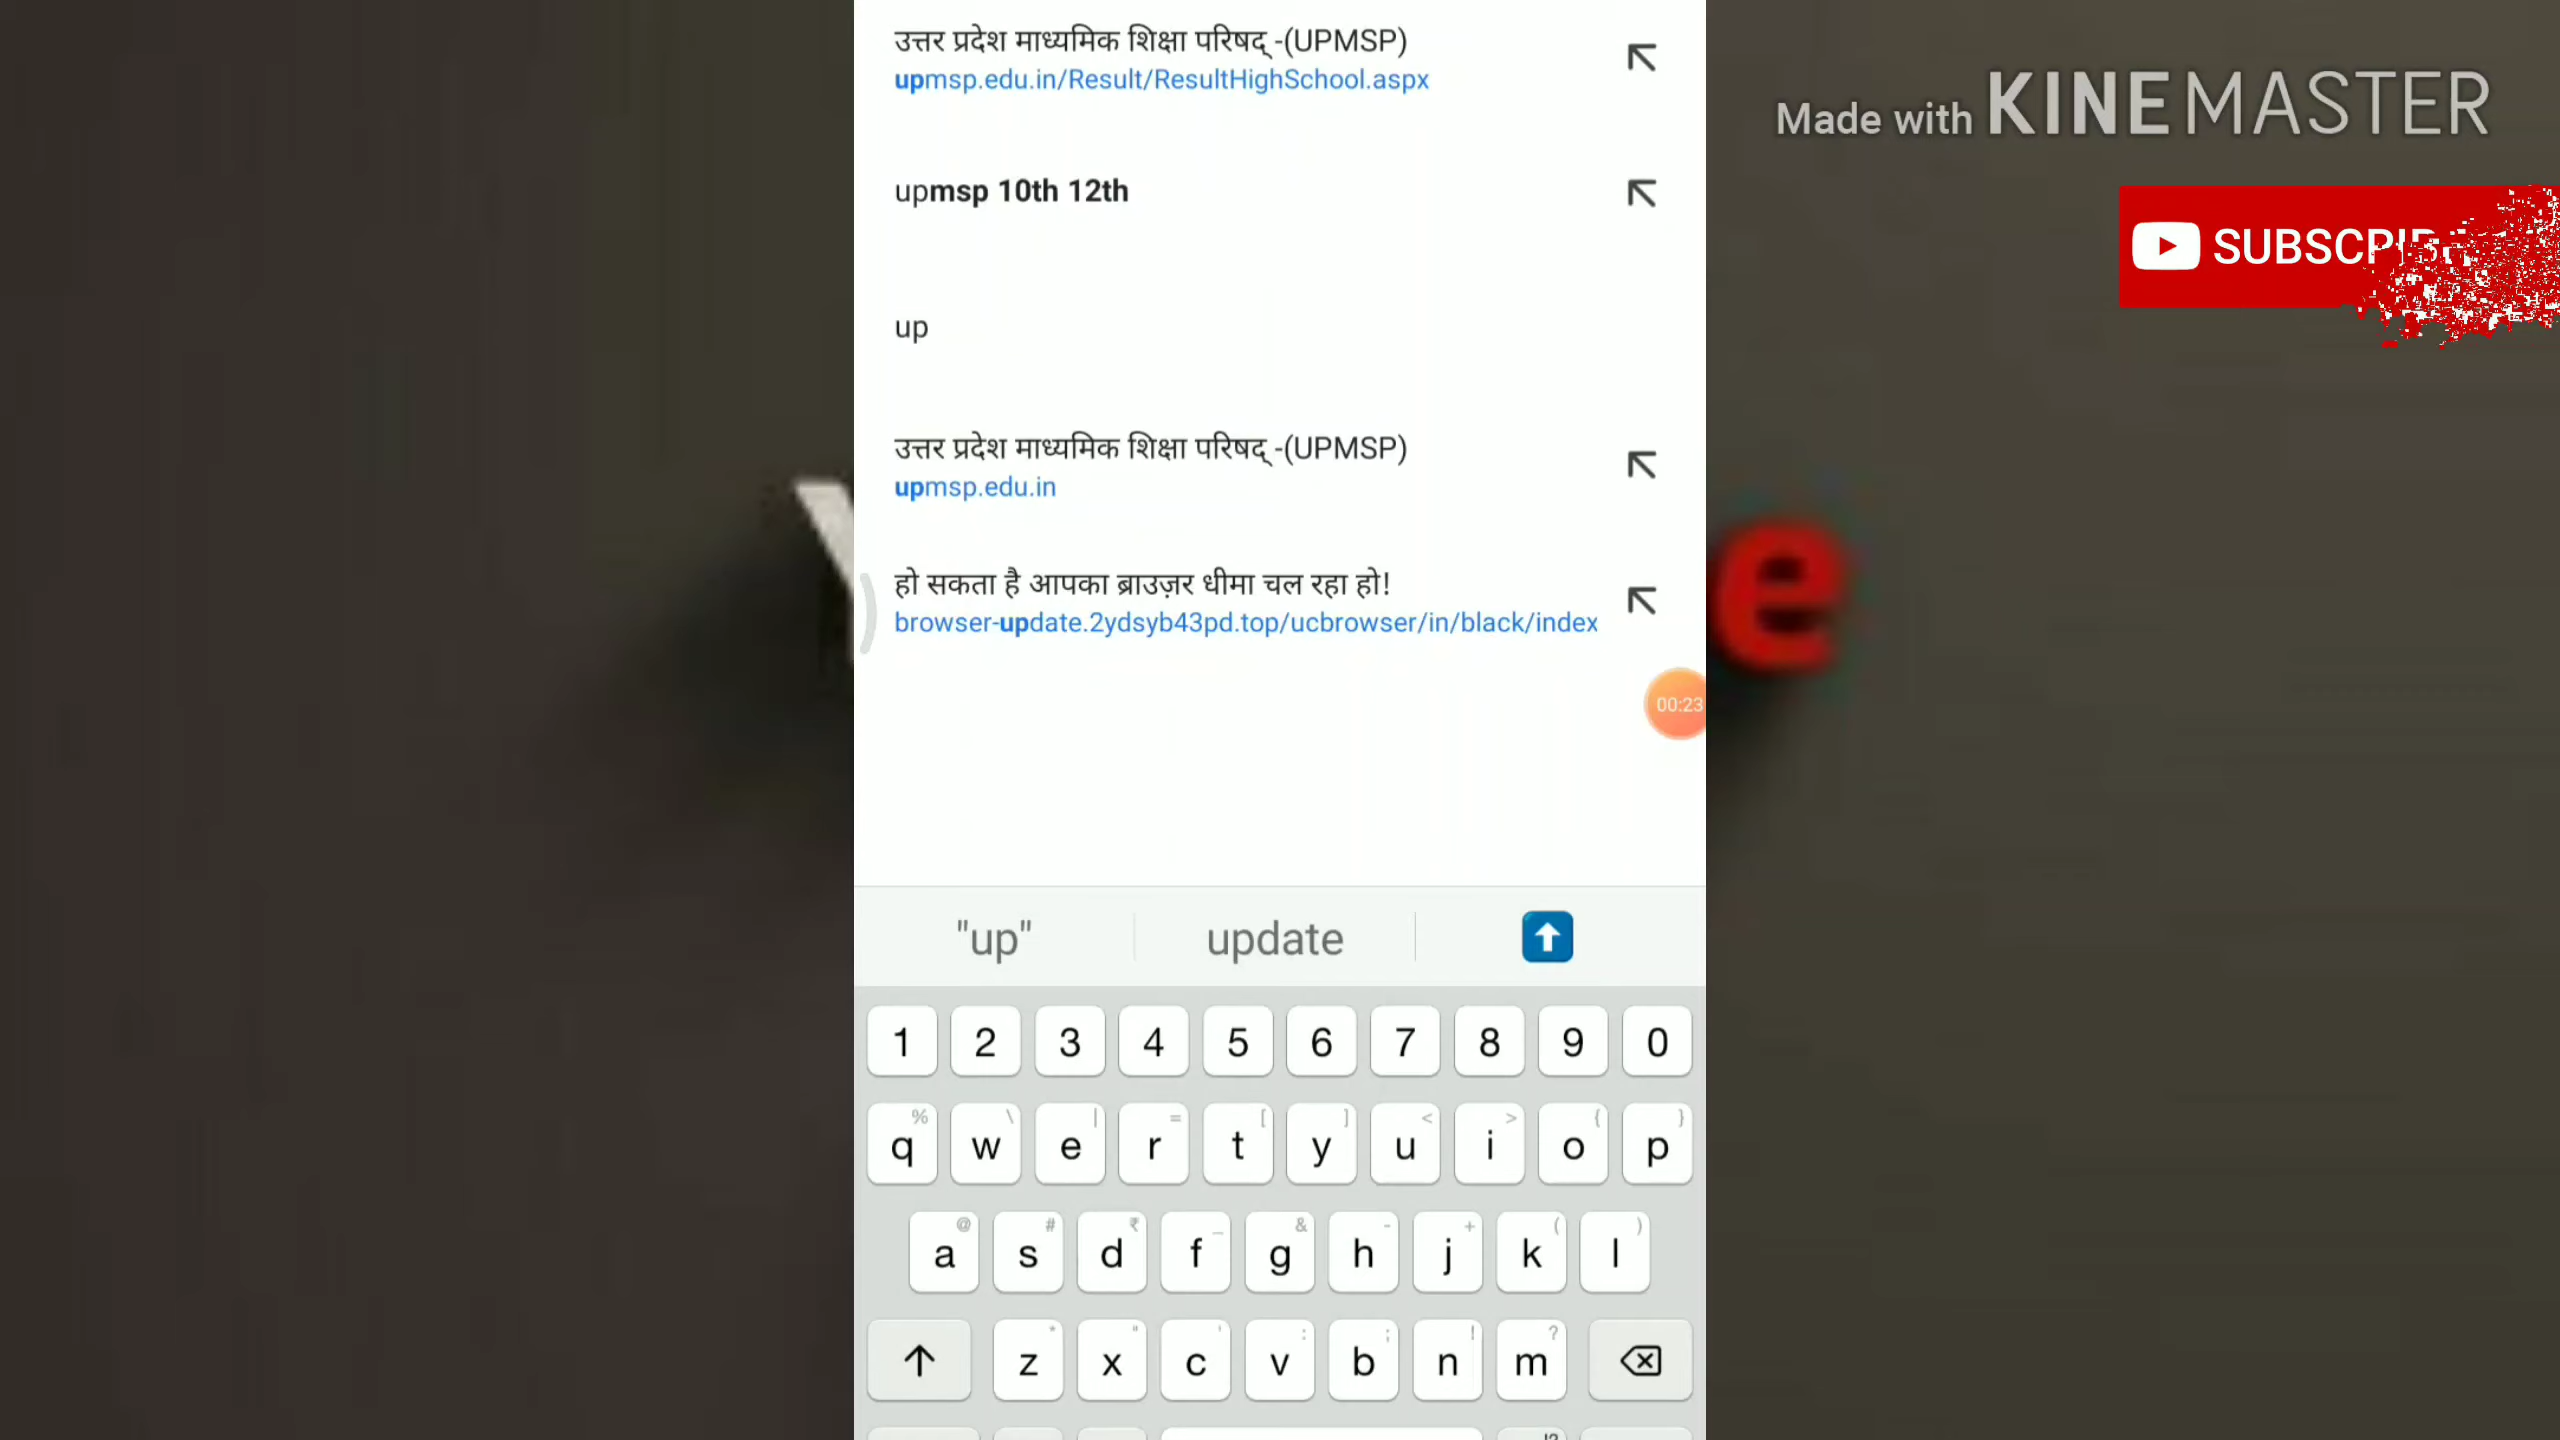 उत्तर प्रदेश माध्यमिक शिक्षा परिषद् -(UPMSP)
upmsp.edu.in/Result/ResultHighSchool.aspx
upmsp 10th 12th
up
उत्तर प्रदेश माध्यमिक शिक्षा परिषद् -(UPMSP)
upmsp.edu.in
हो सकता है आपका ब्राउज़र धीमा चल रहा हो!
browser-update.2ydsyb43pd.top/ucbrowser/in/black/index
Made with KINEMASTER
e
00:23
"up" update
1 2 3 4 5 6 7 8 9 0
% \ | = [ ] < > { }
q w e r t y u i o p
@ # ₹ _ & - + ( )
a s d f g h j k l
* " ' : ; ! ?
z x c v b n m